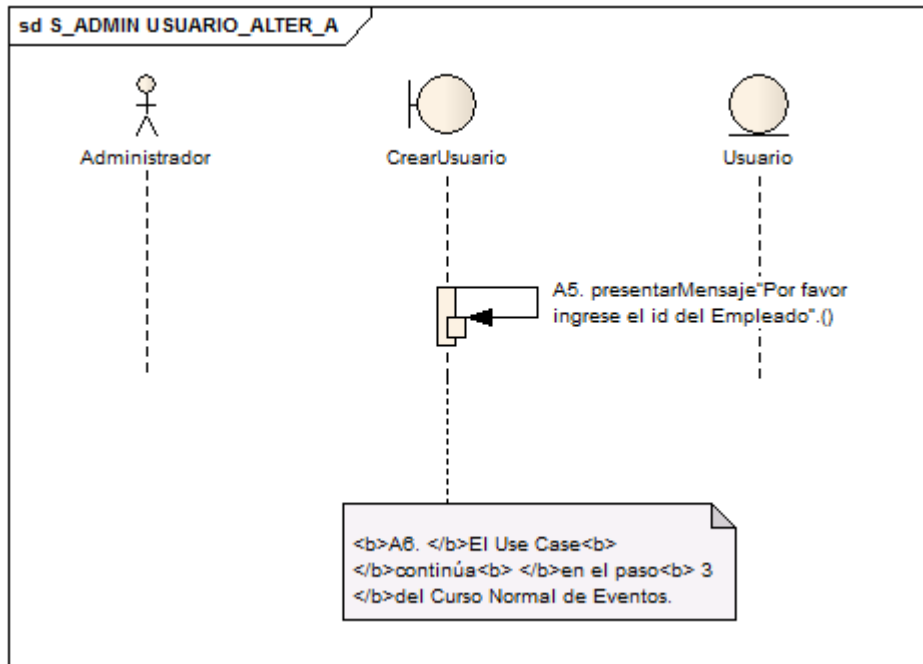 sd S_ADMIN USUARIO_ALTER_A
Administrador
CrearUsuario
Usuario
A5. presentarMensaje"Por favor
ingrese el id del Empleado".()
<b>A6. </b>El Use Case<b>
</b>continúa<b> </b>en el paso<b> 3
</b>del Curso Normal de Eventos.